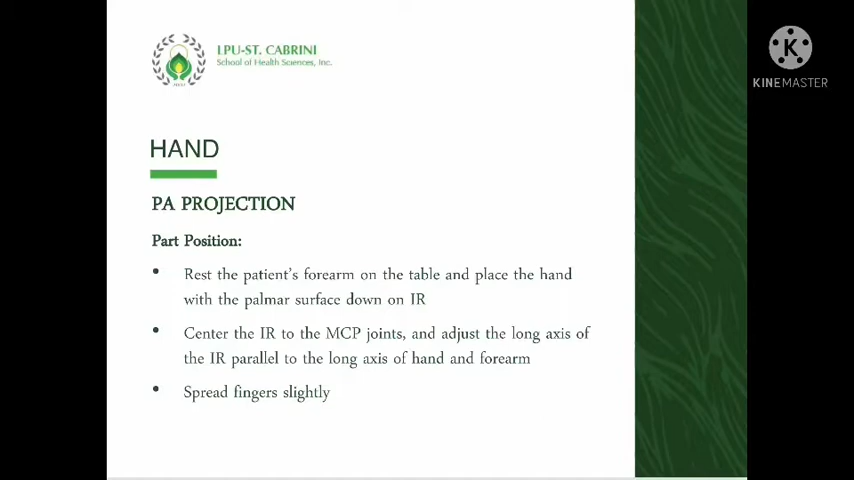 LPU-ST. CABRINI
School of Health Sciences, Inc.
K
KINEMASTER
HAND
PA PROJECTION
Part Position:
• Rest the patient's forearm on the table and place the hand
with the palmar surface down on IR
• Center the IR to the MCP joints, and adjust the long axis of
the IR parallel to the long axis of hand and forearm
• Spread fingers slightly